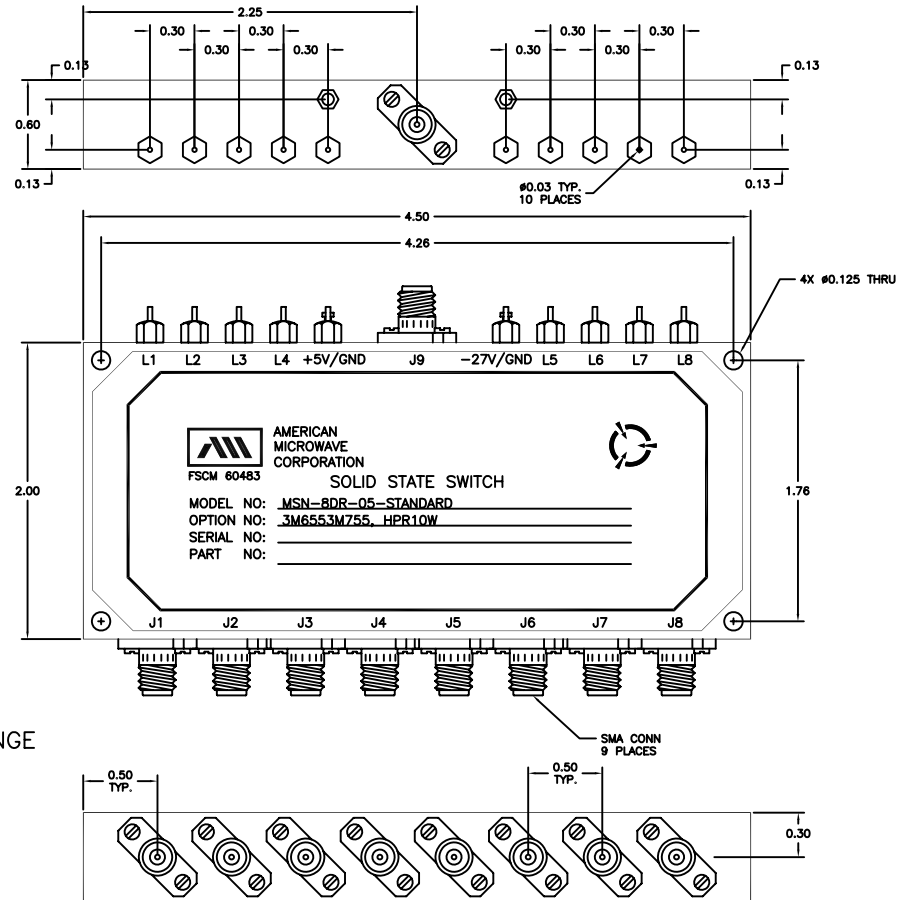 2.25
0.30 0.30 0.30 0.30
0.30 0.30 0.30 0.30
0.13 0.13
0.60
0.13 0.13
ø0.03 TYP.
10 PLACES
4.50
4.26
4X ø0.125 THRU
L1 L2 L3 L4 +5V/GND J9 -27V/GND L5 L6 L7 L8
AMERICAN
MICROWAVE
CORPORATION
FSCM 60483
SOLID STATE SWITCH
2.00
1.76
MODEL NO: MSN-8DR-05-STANDARD
OPTION NO: 3M6553M755, HPR10W
SERIAL NO:
PART NO:
J1 J2 J3 J4 J5 J6 J7 J8
SMA CONN
9 PLACES
NGE
0.50
TYP.
0.50
TYP.
0.30